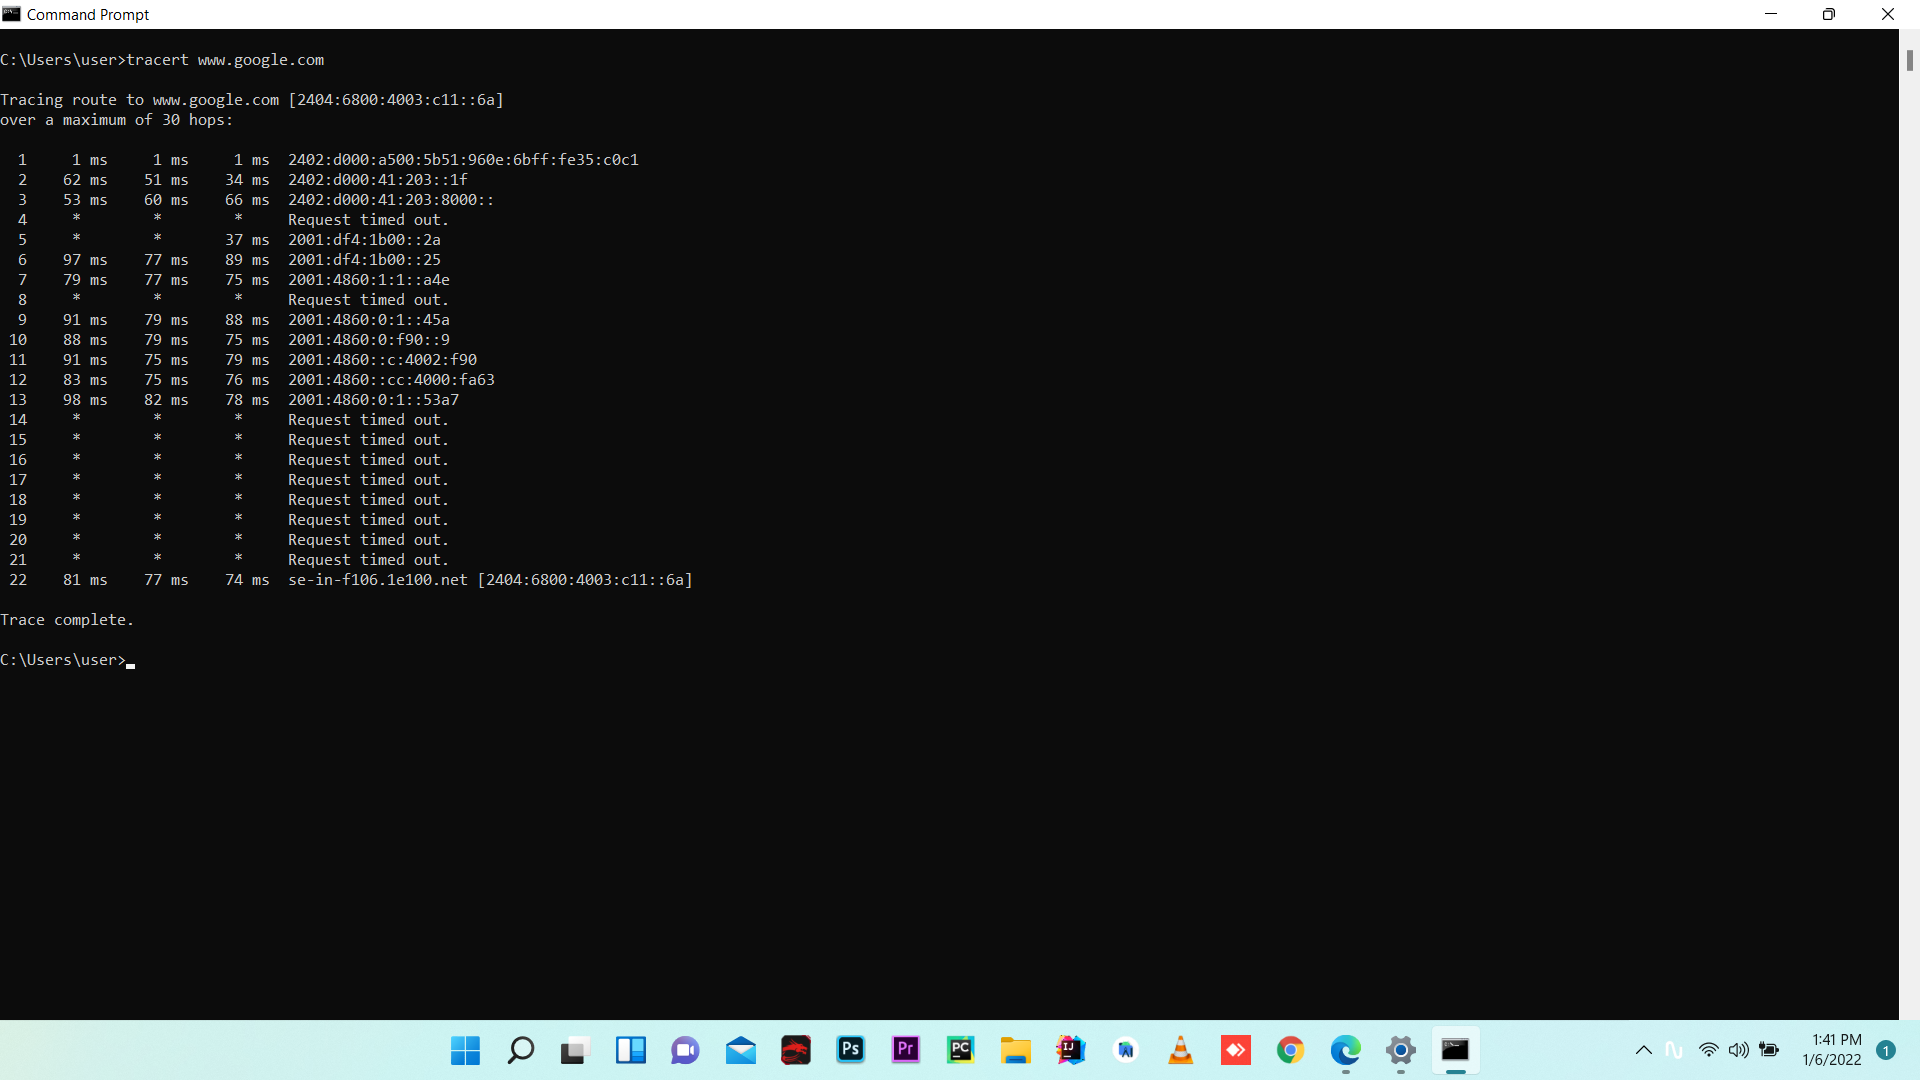 Command Prompt
C:\Users\user>tracert www.google.com
Tracing route to www.google.com [2404:6800:4003:c11::6a]
over a maximum of 30 hops:
1 1 ms 1 ms 1 ms 2402:d000:a500:5b51:960e:6bff:fe35:c0c1
2 62 ms 51 ms 34 ms 2402:d000:41:203::1f
3 53 ms 60 ms 66 ms 2402:d000:41:203:8000::
4 * * * Request timed out.
5 * * 37 ms 2001:df4:1b00::2a
6 97 ms 77 ms 89 ms 2001:df4:1b00::25
7 79 ms 77 ms 75 ms 2001:4860:1:1::a4e
8 * * * Request timed out.
9 91 ms 79 ms 88 ms 2001:4860:0:1::45a
10 88 ms 79 ms 75 ms 2001:4860:0:f90::9
11 91 ms 75 ms 79 ms 2001:4860::c:4002:f90
12 83 ms 75 ms 76 ms 2001:4860::cc:4000:fa63
13 98 ms 82 ms 78 ms 2001:4860:0:1::53a7
14 * * * Request timed out.
15 * * * Request timed out.
16 * * * Request timed out.
17 * * * Request timed out.
18 * * * Request timed out.
19 * * * Request timed out.
20 * * * Request timed out.
21 * * * Request timed out.
22 81 ms 77 ms 74 ms se-in-f106.1e100.net [2404:6800:4003:c11::6a]
Trace complete.
C:\Users\user>
Ps
Pr
PC
IJ
1:41 PM
1/6/2022
1